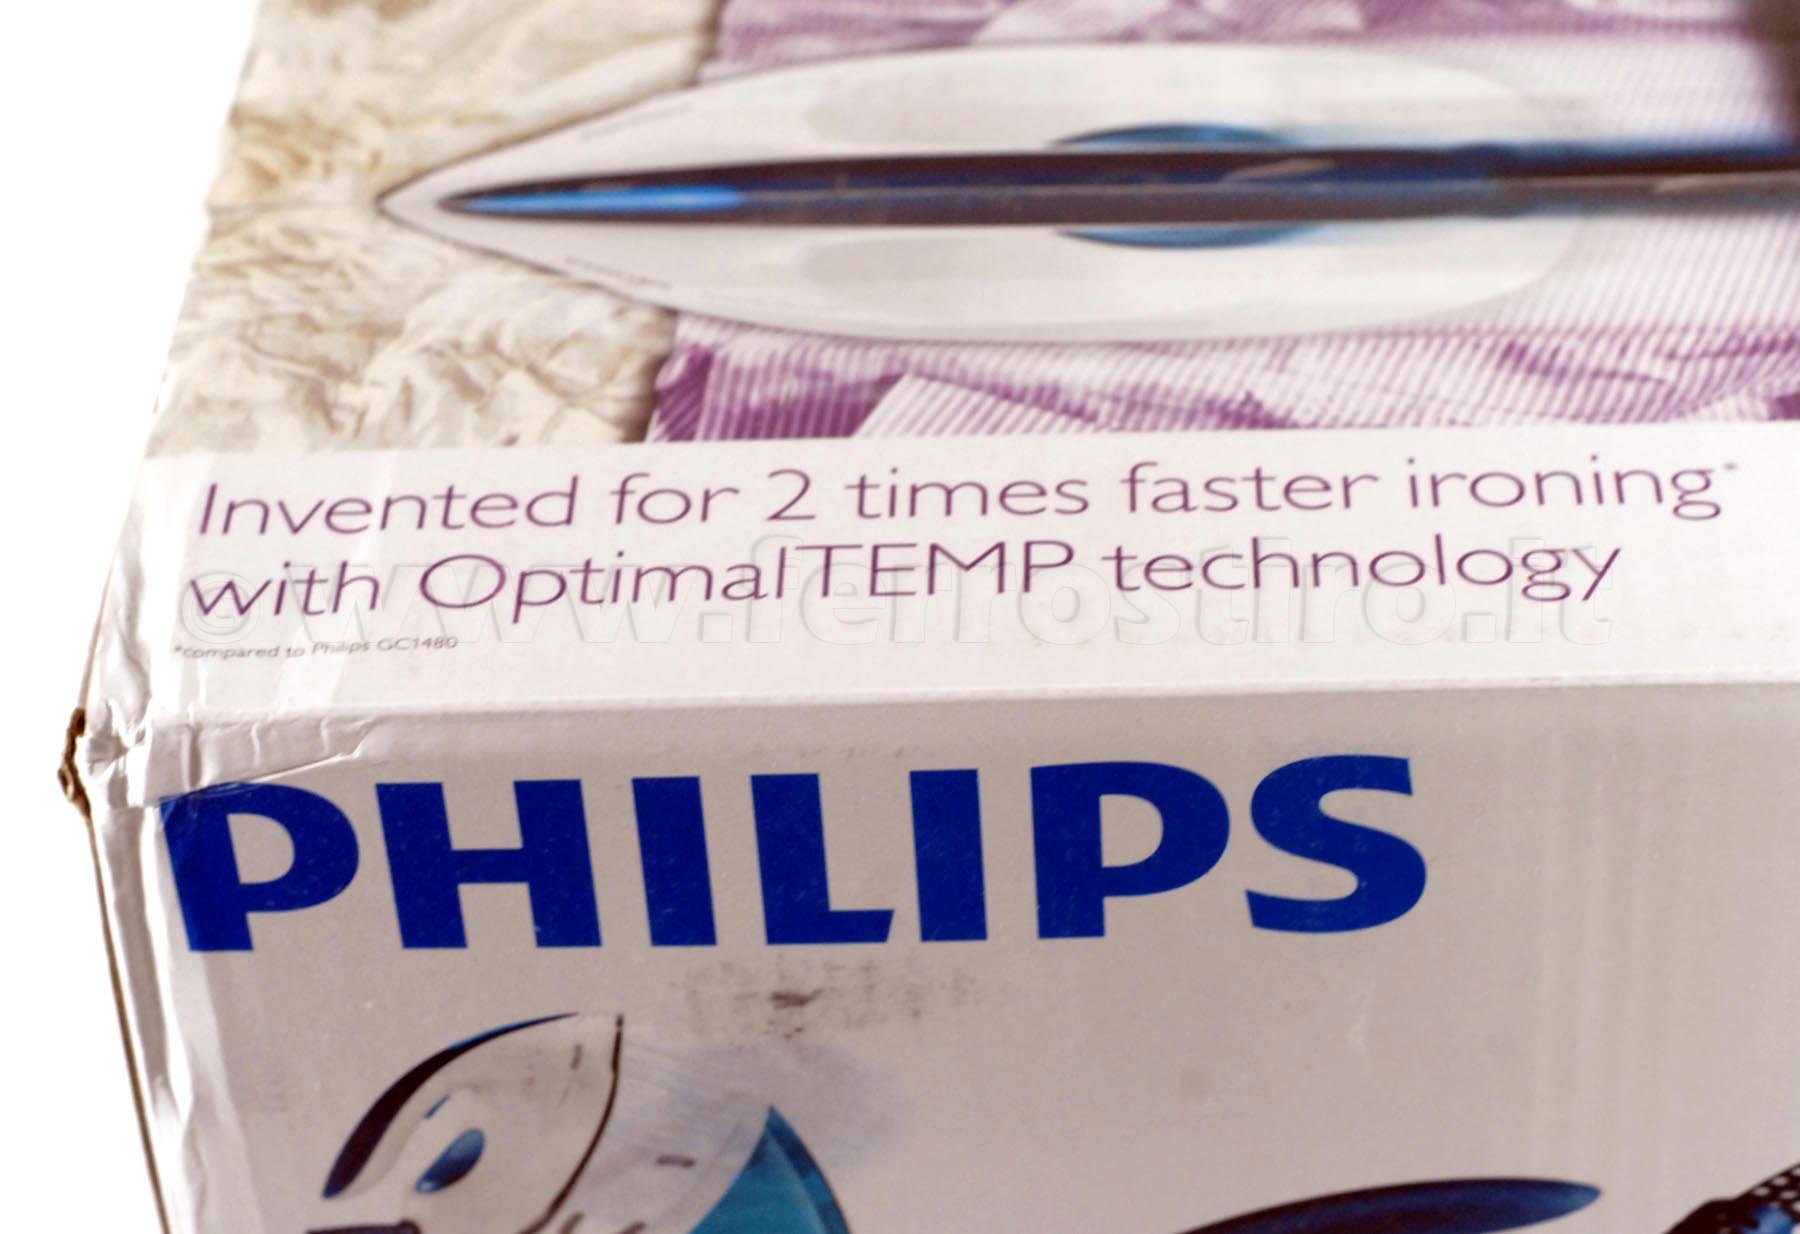 Invented for 2 times faster ironing*
with OptimalTEMP technology
© www.ferrostiro.it
*compared to Philips GC1480
PHILIPS